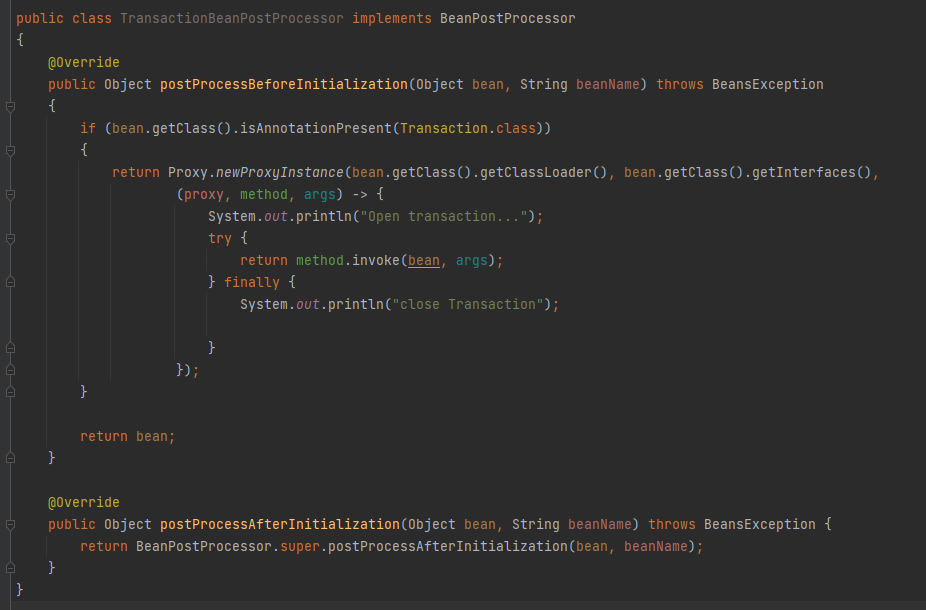 public class TransactionBeanPostProcessor implements BeanPostProcessor
{
    @Override
    public Object postProcessBeforeInitialization(Object bean, String beanName) throws BeansException
    {
        if (bean.getClass().isAnnotationPresent(Transaction.class))
        {
            return Proxy.newProxyInstance(bean.getClass().getClassLoader(), bean.getClass().getInterfaces(),
                    (proxy, method, args) -> {
                        System.out.println("Open transaction...");
                        try {
                            return method.invoke(bean, args);
                        } finally {
                            System.out.println("close Transaction");

                        }
                    });
        }

        return bean;
    }

    @Override
    public Object postProcessAfterInitialization(Object bean, String beanName) throws BeansException {
        return BeanPostProcessor.super.postProcessAfterInitialization(bean, beanName);
    }
}